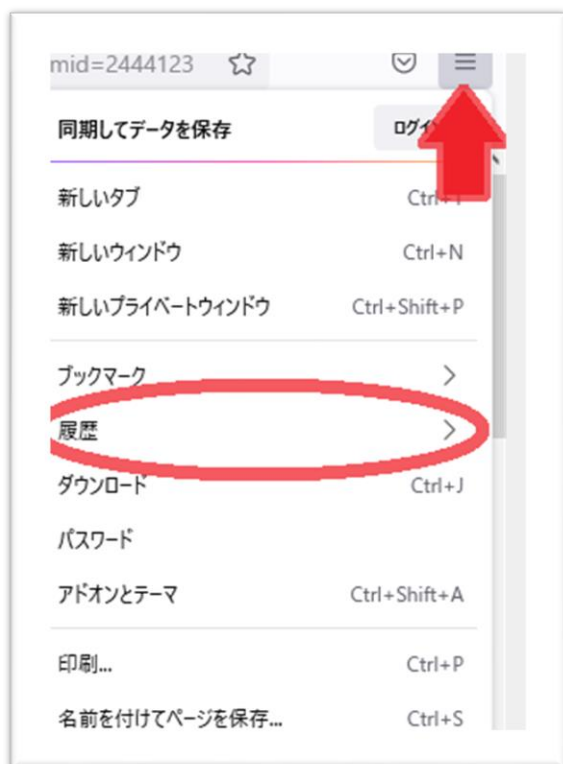 mid=2444123
同期してデータを保存
新しいタブ
新しいウィンドウ Ctrl+N
新しいプライベートウィンドウ Ctrl+Shift+P
ブックマーク
履歴
ダウンロード Ctrl+J
パスワード
アドオンとテーマ Ctrl+Shift+A
印刷... Ctrl+P
名前を付けてページを保存... Ctrl+S